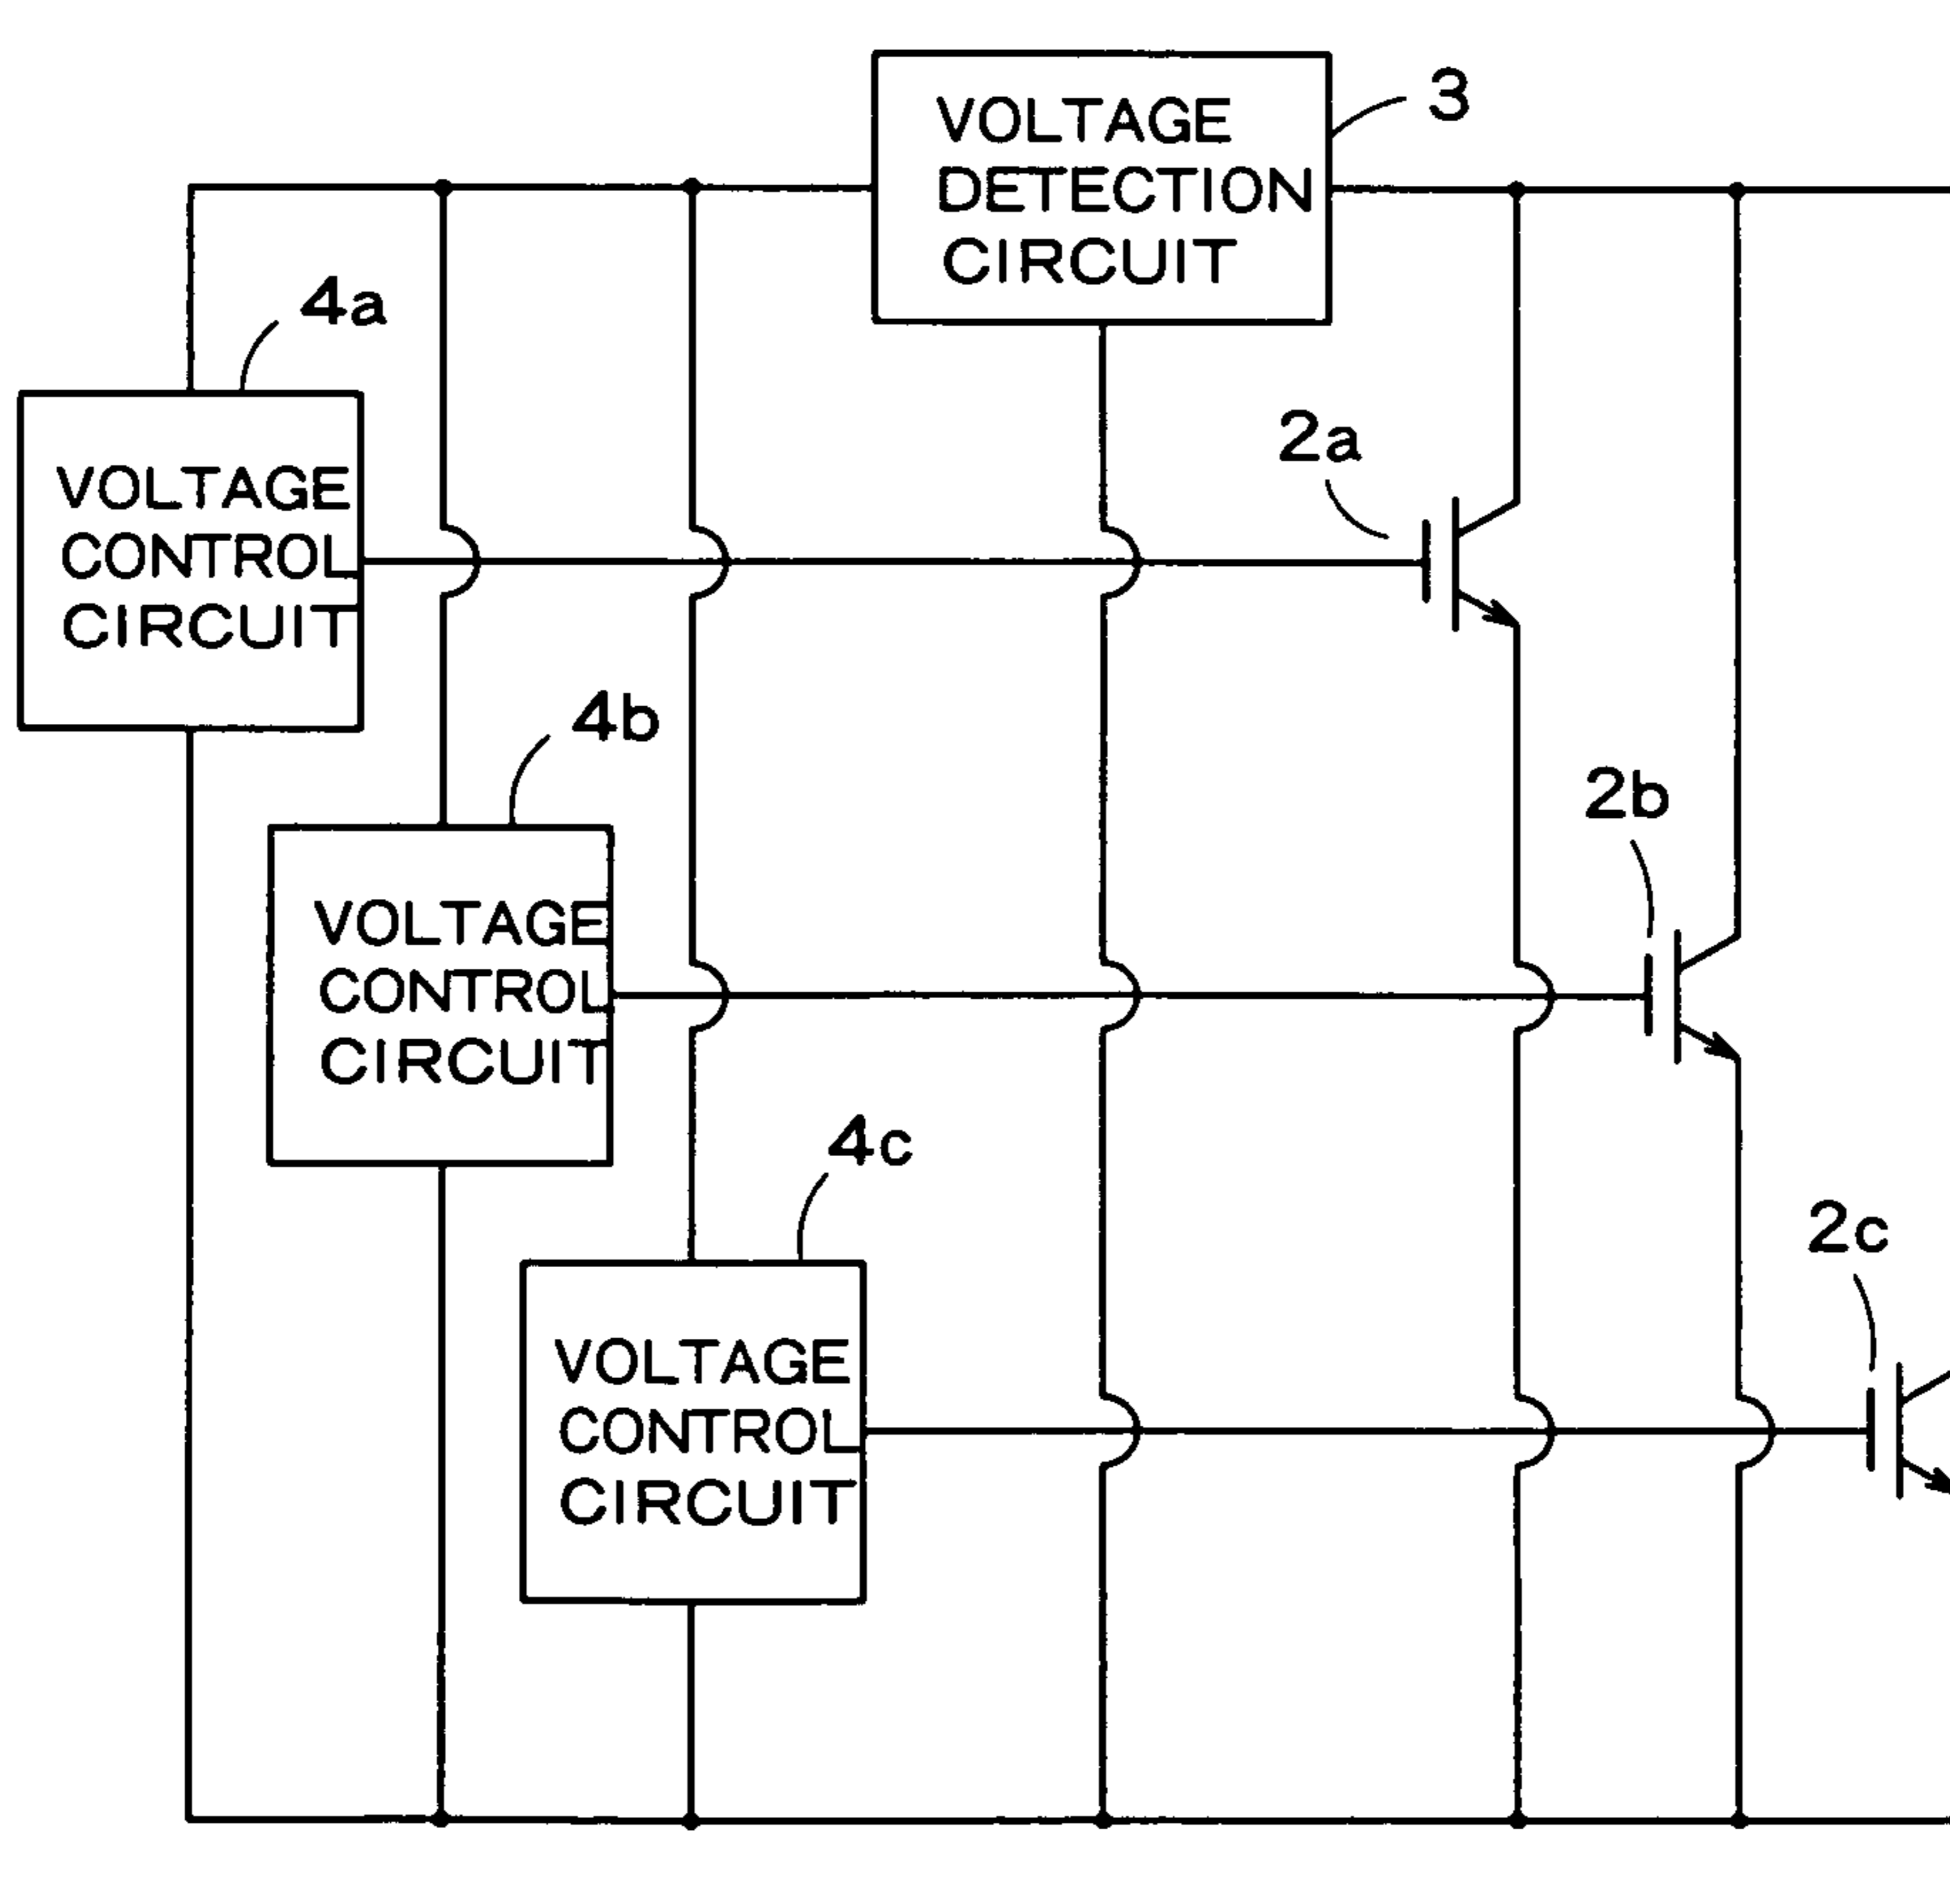 VOLTAGE
DETECTION
CIRCUIT
3
4a
VOLTAGE
CONTROL
CIRCUIT
2a
4b
VOLTAGE
CONTROL
CIRCUIT
2b
4c
VOLTAGE
CONTROL
CIRCUIT
2c